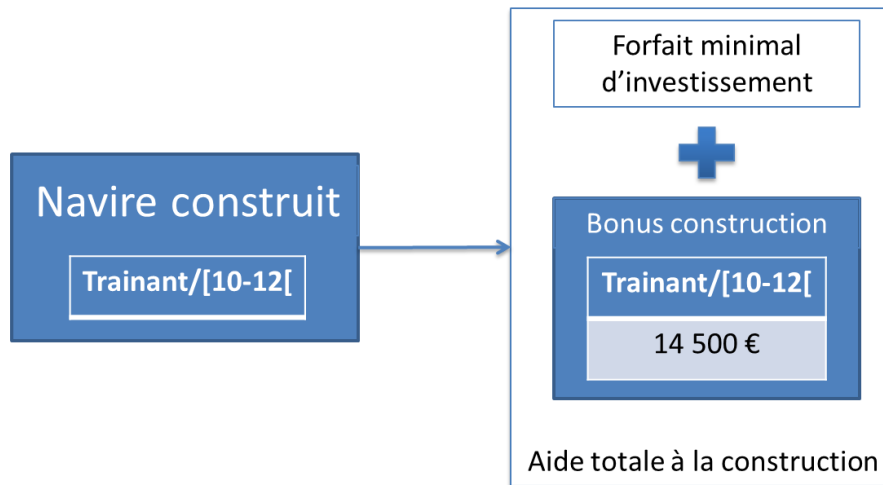 Navire construit
Trainant/[10-12[
Forfait minimal
d’investissement
Bonus construction
Trainant/[10-12[
14 500 €
Aide totale à la construction